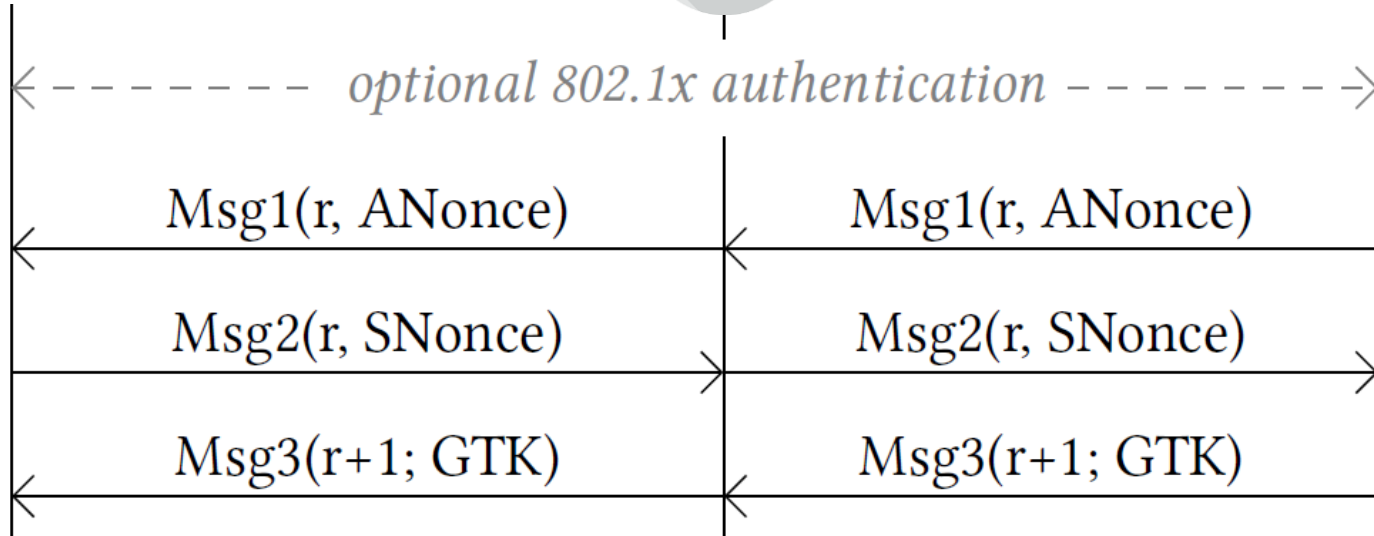 optional 802.1x authentication
Msg1(r, ANonce) Msg1(r, ANonce)
Msg2(r, SNonce) Msg2(r, SNonce)
Msg3(r+1; GTK) Msg3(r+1; GTK)